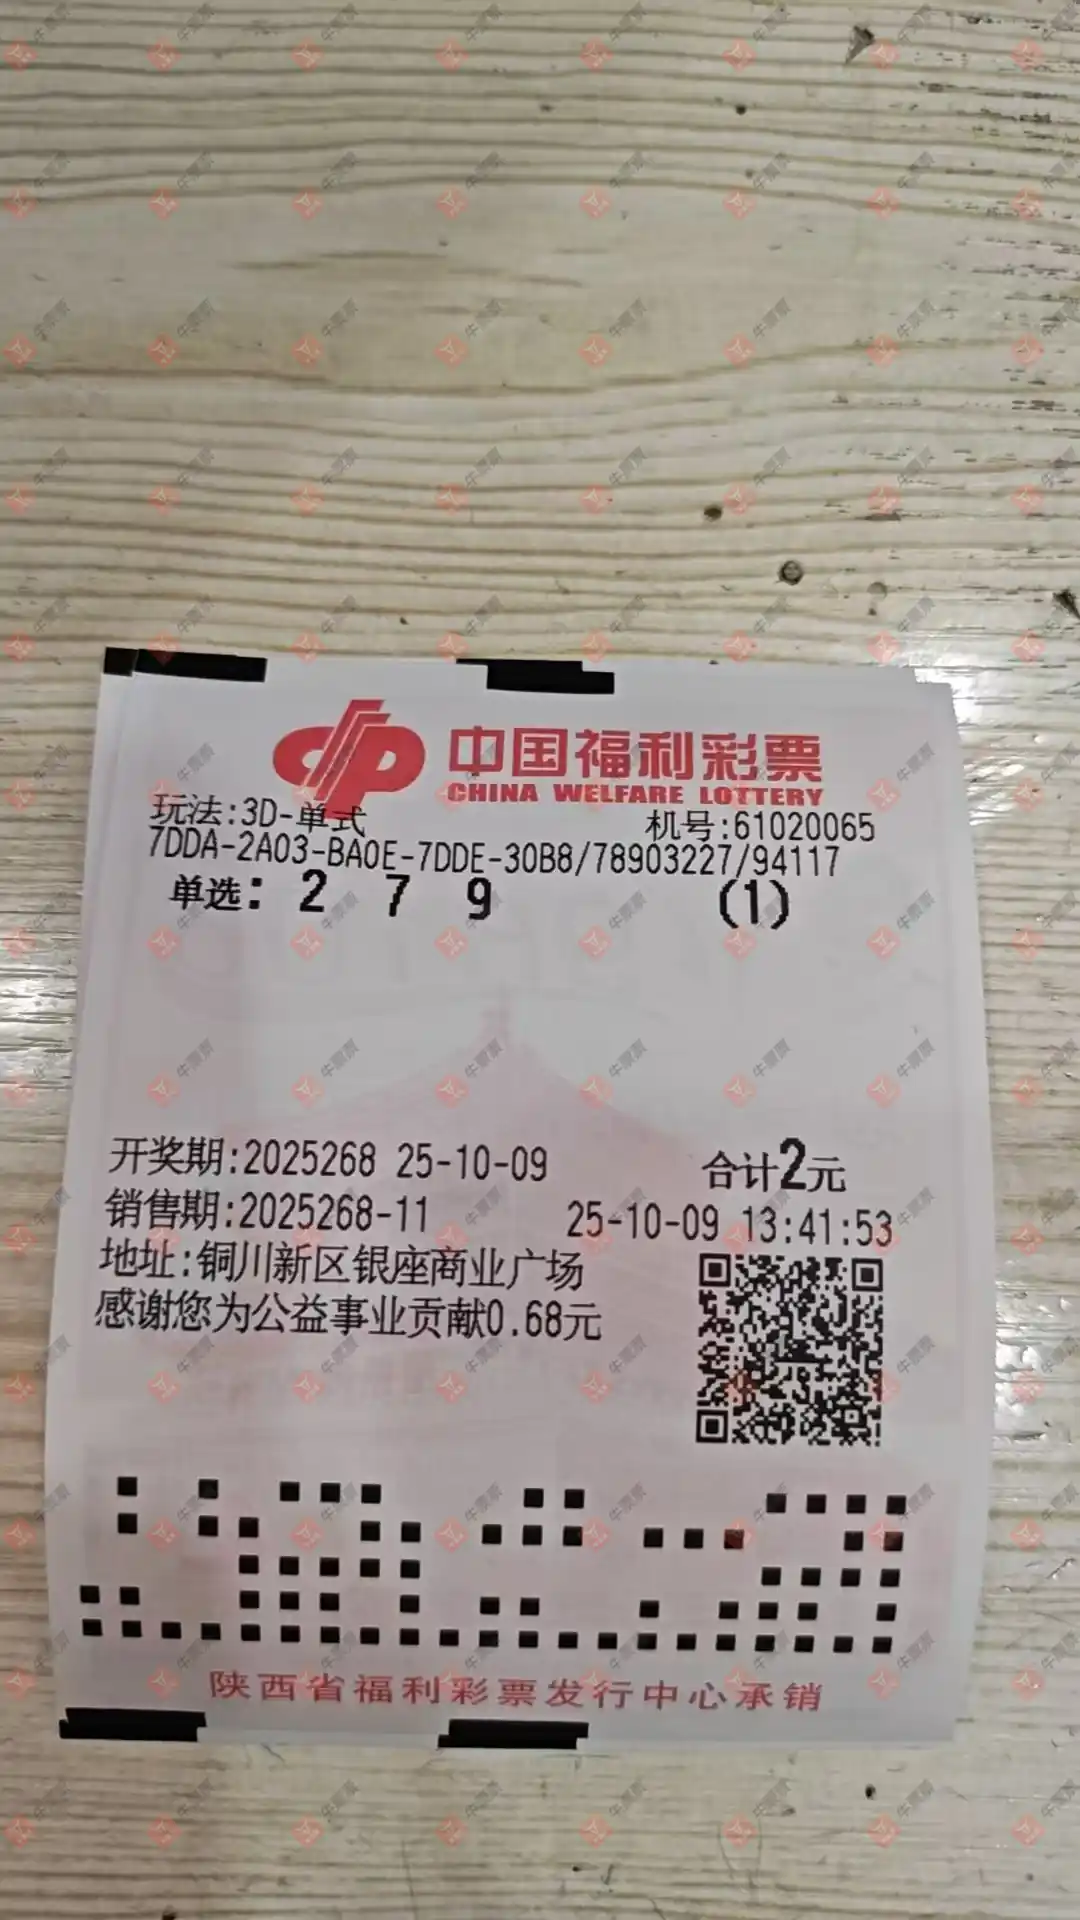 中国福利彩票
CHINA WELFARE LOTTERY
玩法:3D-单式 机号:61020065
7DDA-2A03-BA0E-7DDE-30B8/78903227/94117
单选: 2 7 9 (1)
开奖期:2025268 25-10-09 合计2元
销售期:2025268-11 25-10-09 13:41:53
地址:铜川新区银座商业广场
感谢您为公益事业贡献0.68元
陕西省福利彩票发行中心承销